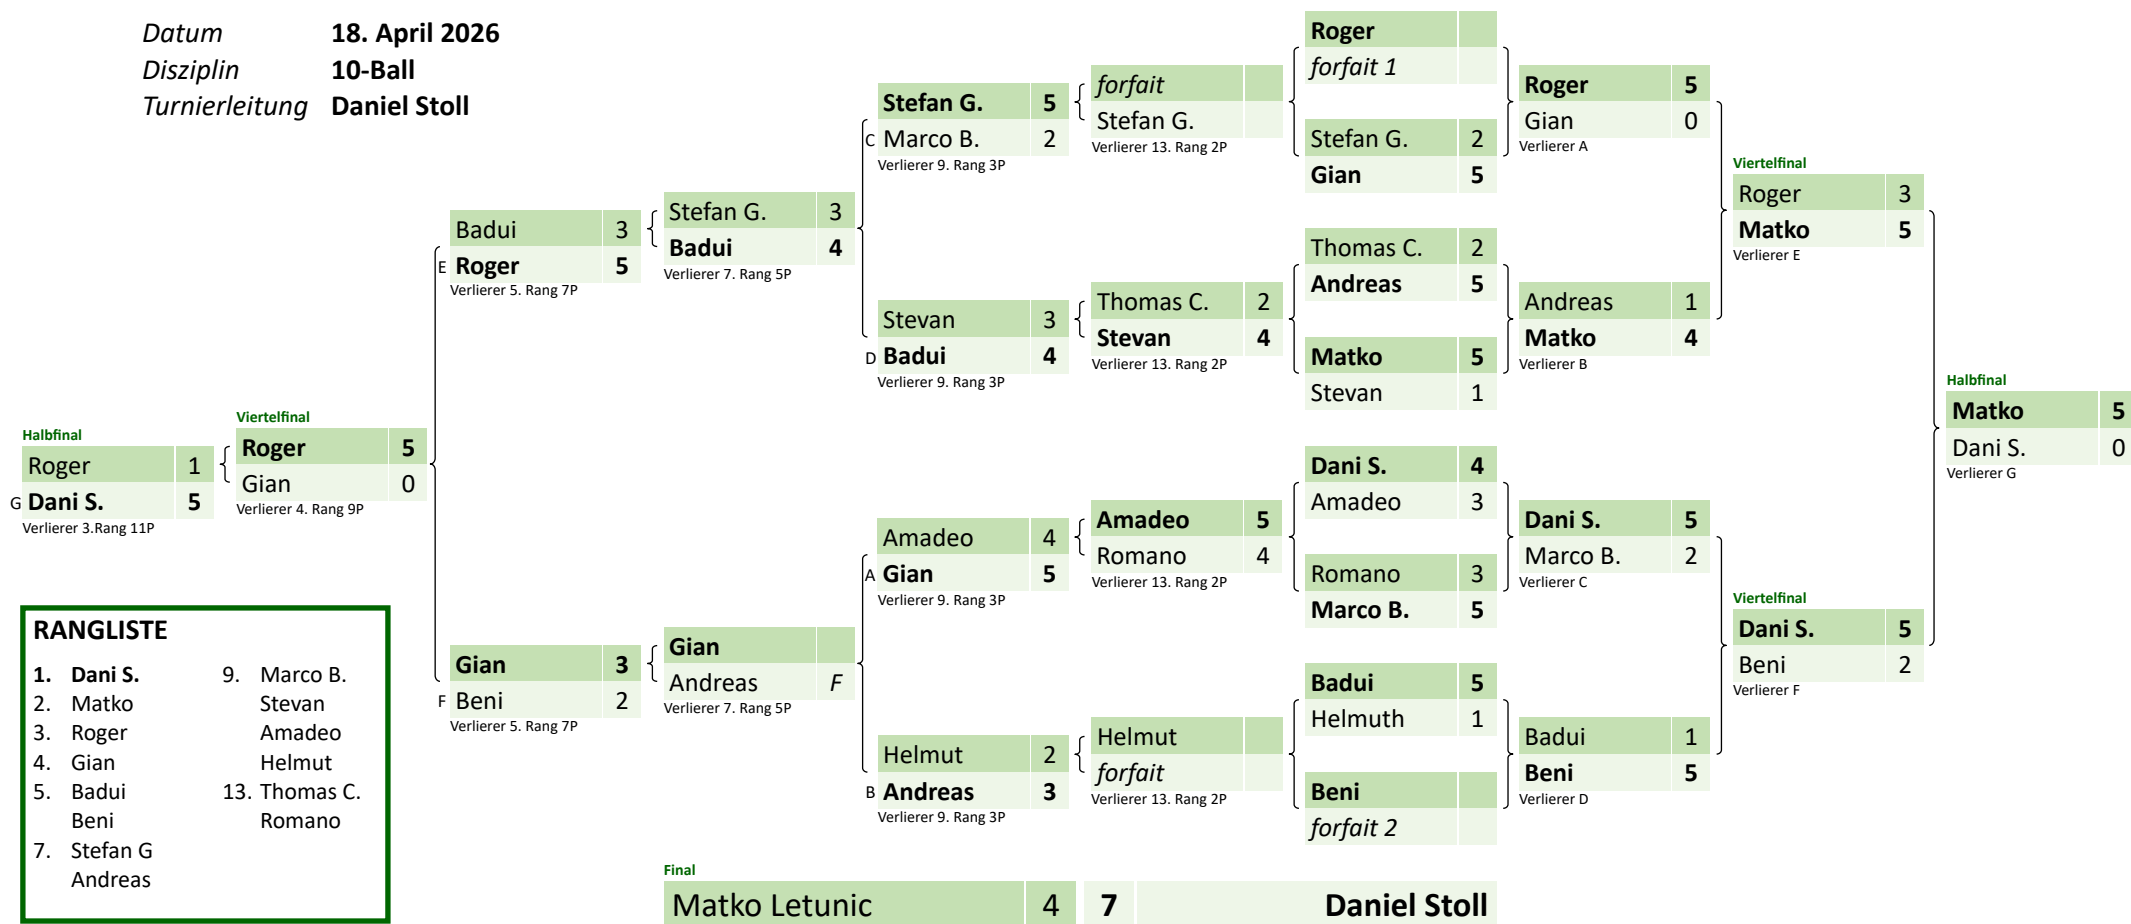 Datum 18. April 2026
Disziplin 10-Ball
Turnierleitung Daniel Stoll
Halbfinal
Roger 1
G Dani S. 5
Verlierer 3.Rang 11P
Viertelfinal
Roger 5
Gian 0
Verlierer 4. Rang 9P
Badui 3
E Roger 5
Verlierer 5. Rang 7P
Gian 3
F Beni 2
Verlierer 5. Rang 7P
Stefan G. 3
Badui 4
Verlierer 7. Rang 5P
Gian
Andreas F
Verlierer 7. Rang 5P
Stefan G. 5
C Marco B. 2
Verlierer 9. Rang 3P
Stevan 3
D Badui 4
Verlierer 9. Rang 3P
Amadeo 4
A Gian 5
Verlierer 9. Rang 3P
Helmut 2
B Andreas 3
Verlierer 9. Rang 3P
forfait
Stefan G.
Verlierer 13. Rang 2P
Thomas C. 2
Stevan 4
Verlierer 13. Rang 2P
Amadeo 5
Romano 4
Verlierer 13. Rang 2P
Helmut
forfait
Verlierer 13. Rang 2P
Roger
forfait 1
Stefan G. 2
Gian 5
Thomas C. 2
Andreas 5
Matko 5
Stevan 1
Dani S. 4
Amadeo 3
Romano 3
Marco B. 5
Badui 5
Helmuth 1
Beni
forfait 2
Roger 5
Gian 0
Verlierer A
Andreas 1
Matko 4
Verlierer B
Dani S. 5
Marco B. 2
Verlierer C
Badui 1
Beni 5
Verlierer D
Viertelfinal
Roger 3
Matko 5
Verlierer E
Viertelfinal
Dani S. 5
Beni 2
Verlierer F
Halbfinal
Matko 5
Dani S. 0
Verlierer G
RANGLISTE
1. Dani S.
2. Matko
3. Roger
4. Gian
5. Badui
Beni
7. Stefan G
Andreas
9. Marco B.
Stevan
Amadeo
Helmut
13. Thomas C.
Romano
Final
Matko Letunic 4 7 Daniel Stoll